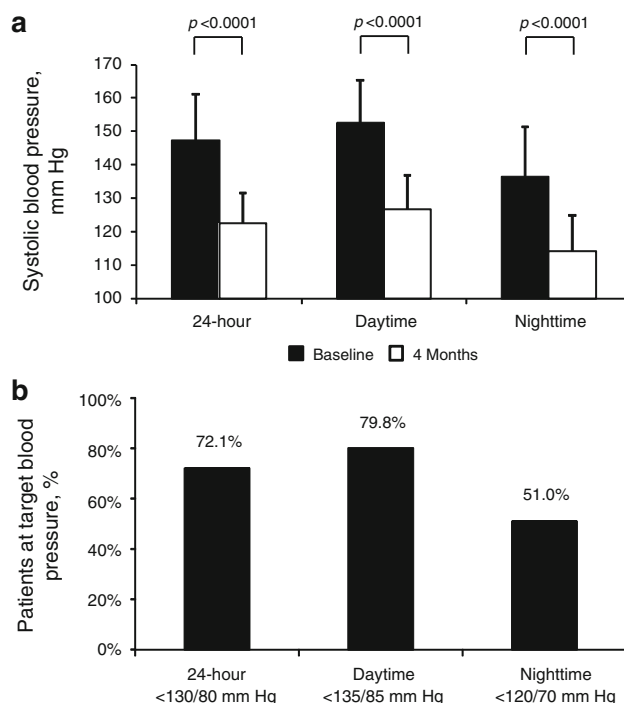 a
p<0.0001 p<0.0001 p<0.0001
Systolic blood pressure,
mm Hg
170
160
150
140
130
120
110
100
24-hour Daytime Nighttime
Baseline 4 Months
b
Patients at target blood
pressure, %
100%
80%
60%
40%
20%
0%
72.1% 79.8% 51.0%
24-hour Daytime Nighttime
<130/80 mm Hg <135/85 mm Hg <120/70 mm Hg